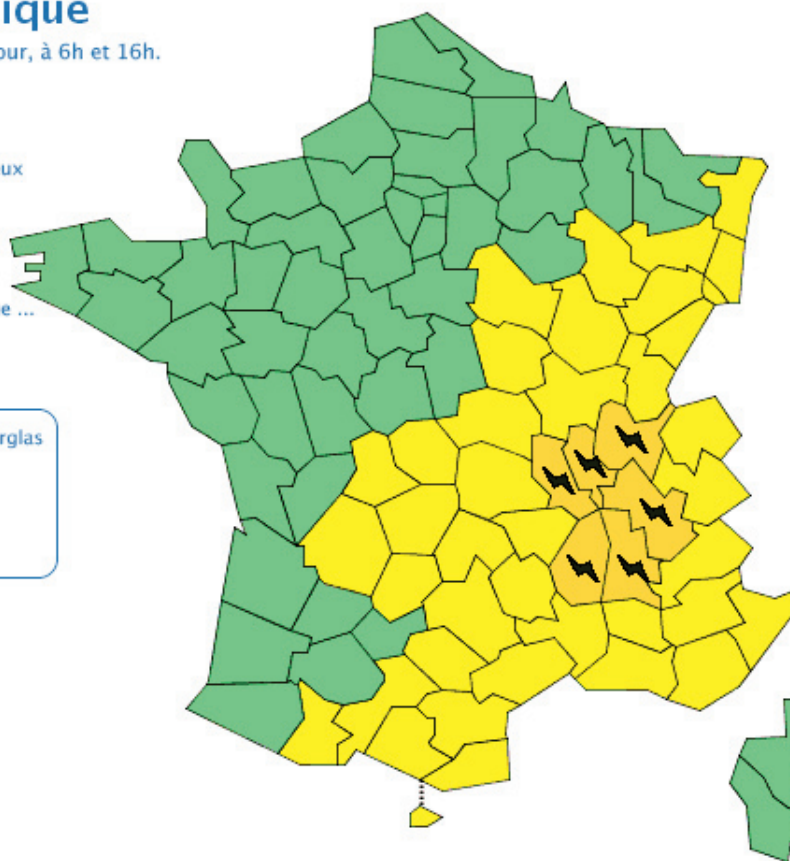 ique
our, à 6h et 16h.
ux
e ...
rglas